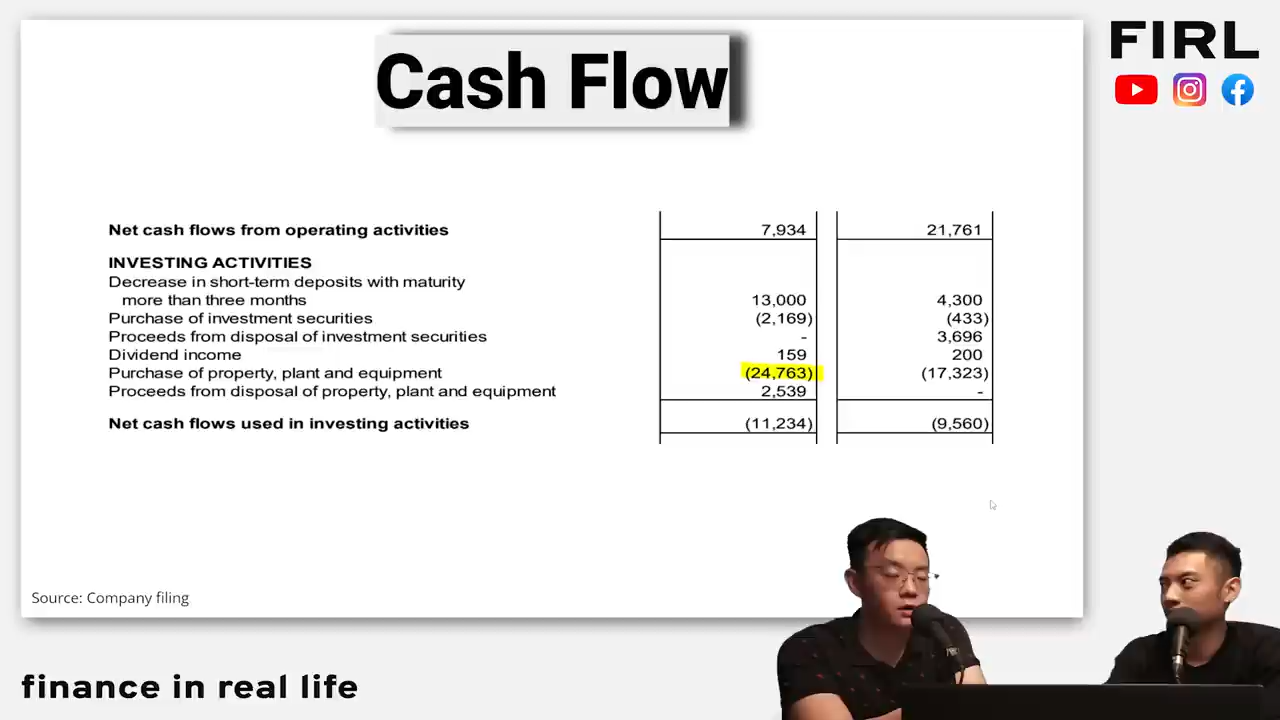 Cash Flow
FIRL
Net cash flows from operating activities 7,934 21,761
INVESTING ACTIVITIES
Decrease in short-term deposits with maturity
more than three months 13,000 4,300
Purchase of investment securities (2,169) (433)
Proceeds from disposal of investment securities - 3,696
Dividend income 159 200
Purchase of property, plant and equipment (24,763) (17,323)
Proceeds from disposal of property, plant and equipment 2,539 -
Net cash flows used in investing activities (11,234) (9,560)
Source: Company filing
finance in real life